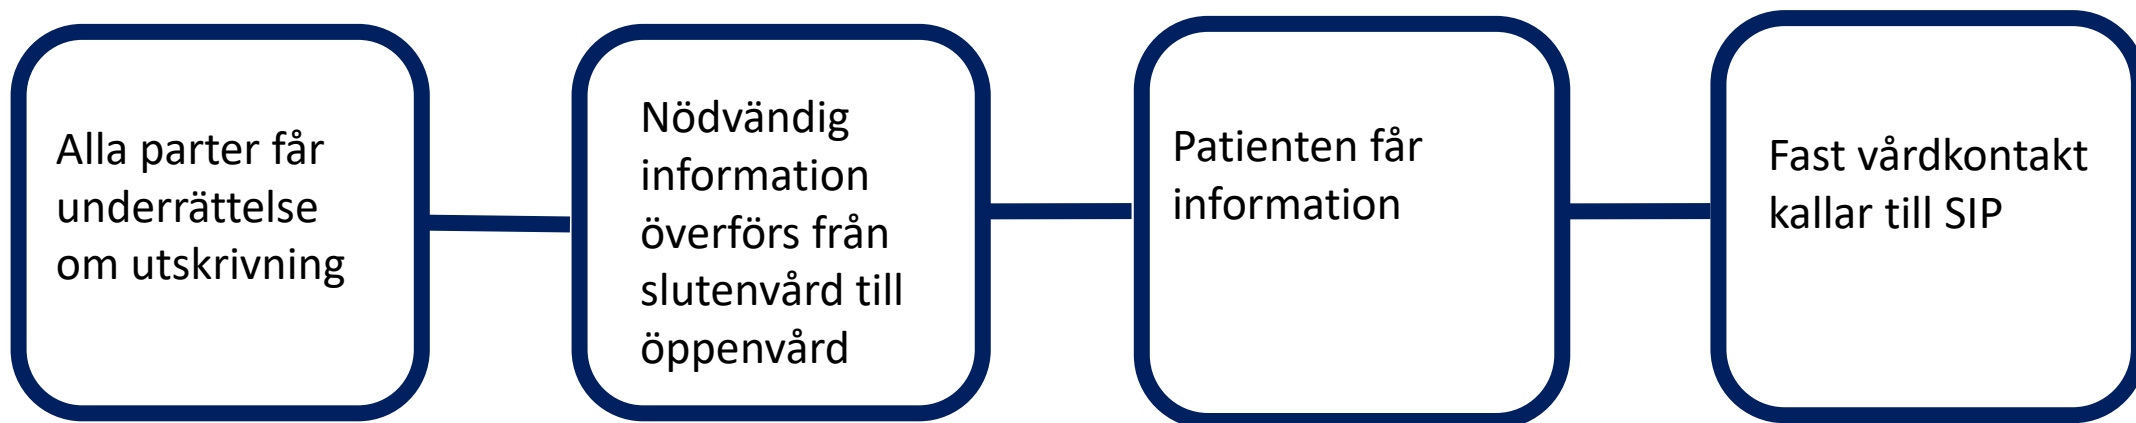 Alla parter får
underrättelse
om utskrivning
Nödvändig
information
överförs från
slutenvård till
öppenvård
Patienten får
information
Fast vårdkontakt
kallar till SIP